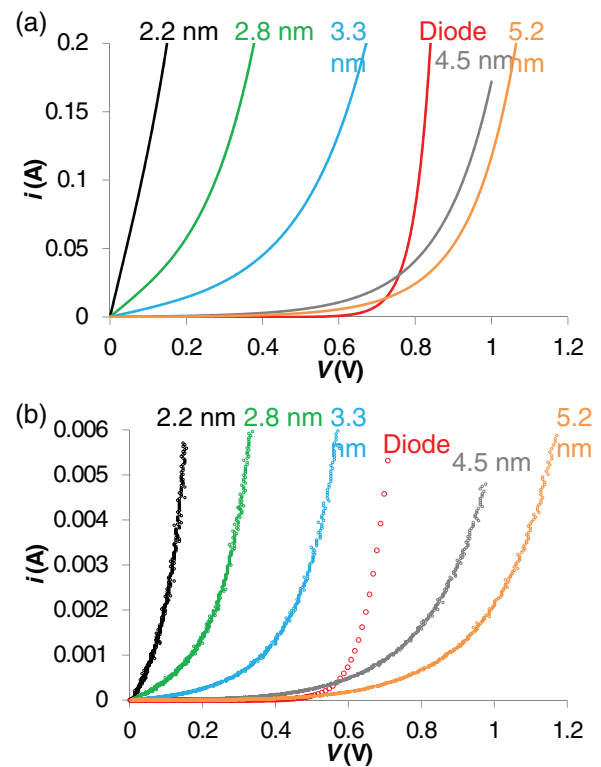 (a)
2.2 nm 2.8 nm 3.3 nm Diode 4.5 nm 5.2 nm
0.2
0.15
0.1
0.05
0
i (A)
0 0.2 0.4 0.6 0.8 1 1.2
V (V)
(b)
2.2 nm 2.8 nm 3.3 nm Diode 4.5 nm 5.2 nm
0.006
0.005
0.004
0.003
0.002
0.001
0
i (A)
0 0.2 0.4 0.6 0.8 1 1.2
V (V)